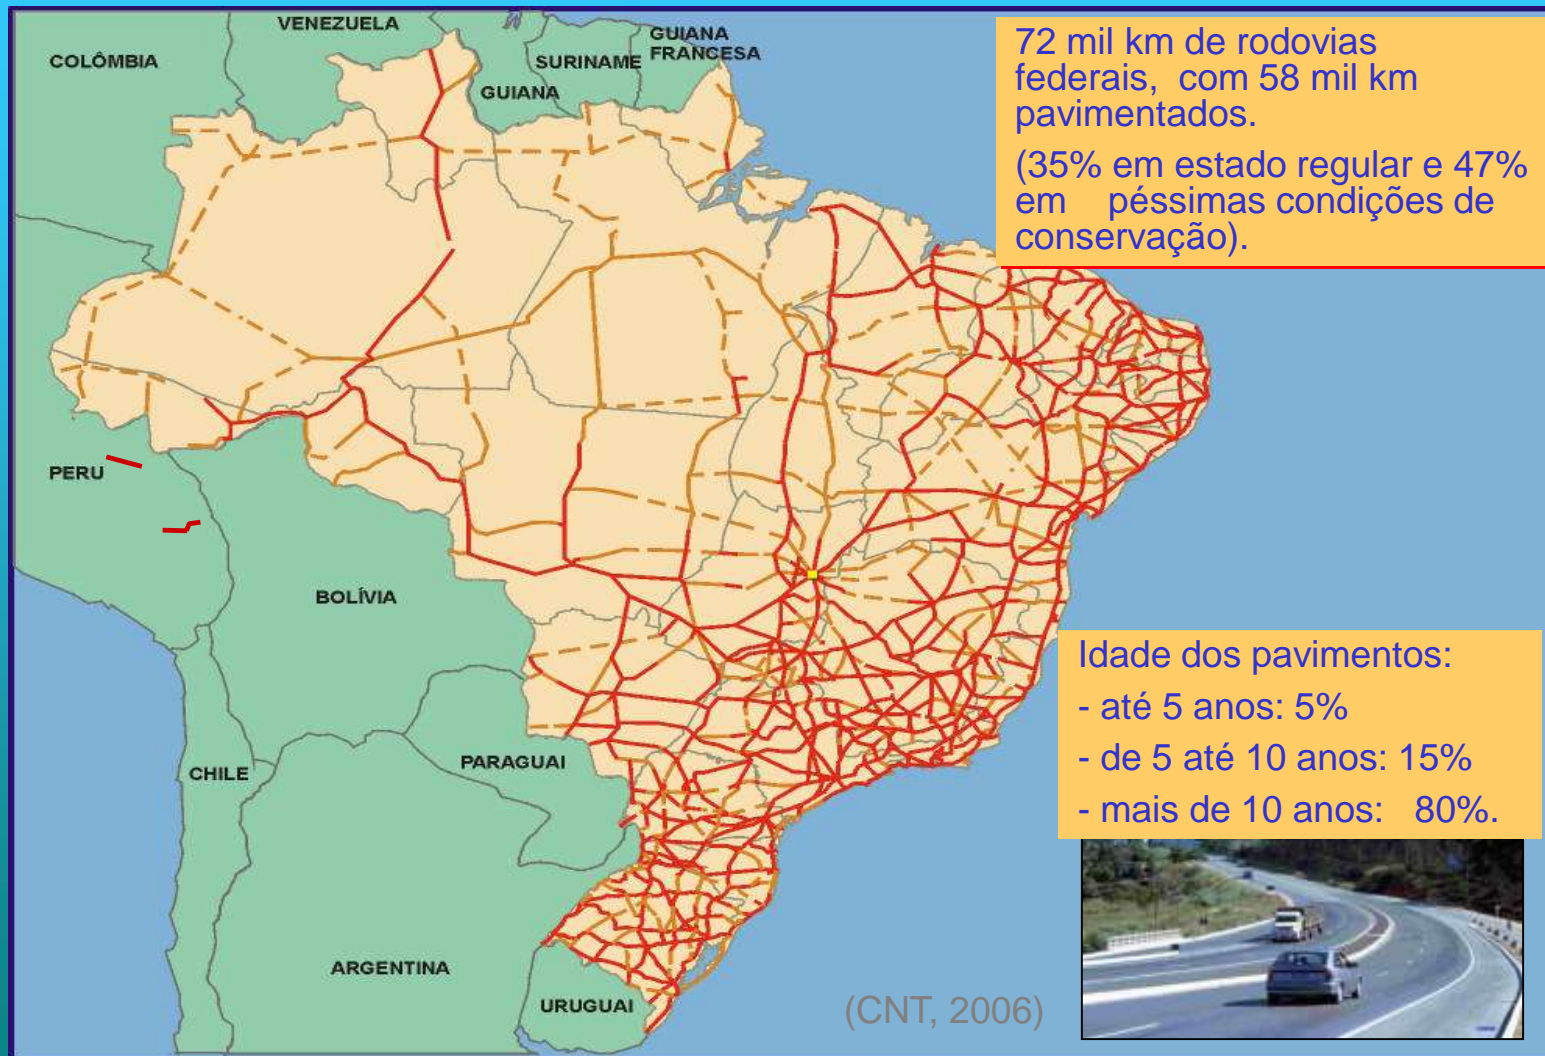 VENEZUELA
GUIANA
FRANCESA
COLÔMBIA
SURINAME
GUIANA
72 mil km de rodovias
federais, com 58 mil km
pavimentados.
(35% em estado regular e 47%
em péssimas condições de
conservação).
PERU
BOLÍVIA
Idade dos pavimentos:
- até 5 anos: 5%
- de 5 até 10 anos: 15%
- mais de 10 anos: 80%.
PARAGUAI
CHILE
ARGENTINA
URUGUAI
(CNT, 2006)